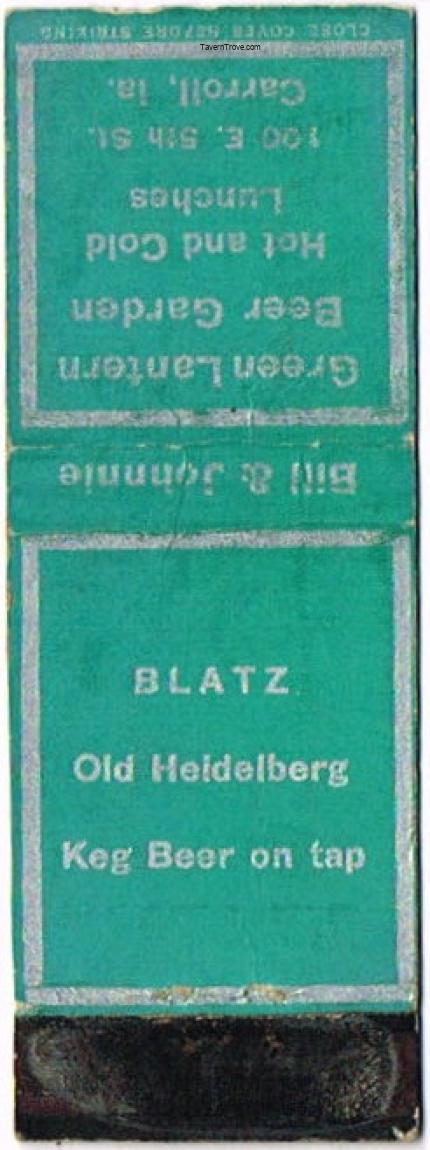 TavernTrove.com
CLOSE COVER BEFORE STRIKING
Bill & Johnnie
Green Lantern
Beer Garden
Hot and Cold
Lunches
100 E. 5th St.
Carroll, Ia.
BLATZ
Old Heidelberg
Keg Beer on tap